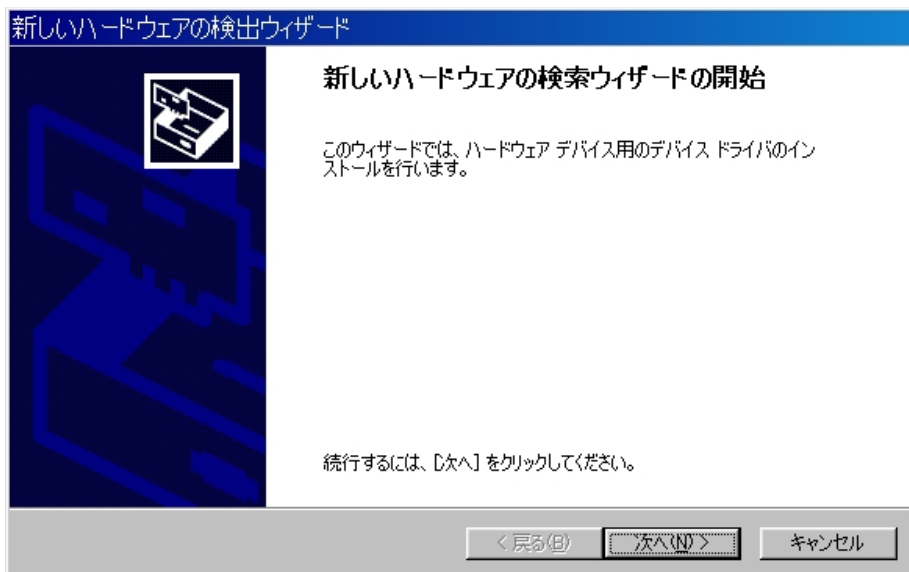 新しいハードウェアの検出ウィザード
新しいハードウェアの検索ウィザードの開始
このウィザードでは、ハードウェア デバイス用のデバイス ドライバのイン
ストールを行います。
続行するには、[次へ] をクリックしてください。
< 戻る(B)
次へ(N) >
キャンセル